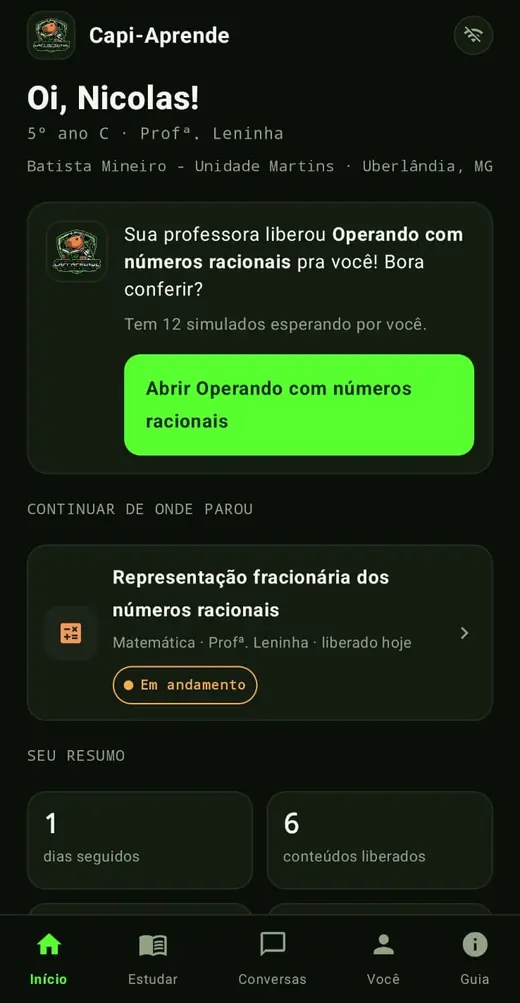 Capi-Aprende
Oi, Nicolas!
5º ano C · Profª. Leninha
Batista Mineiro - Unidade Martins · Uberlândia, MG
Sua professora liberou Operando com
números racionais pra você! Bora
conferir?
Tem 12 simulados esperando por você.
Abrir Operando com números
racionais
CONTINUAR DE ONDE PAROU
Representação fracionária dos
números racionais
Matemática · Profª. Leninha · liberado hoje
Em andamento
SEU RESUMO
1
dias seguidos
6
conteúdos liberados
Início
Estudar
Conversas
Você
Guia